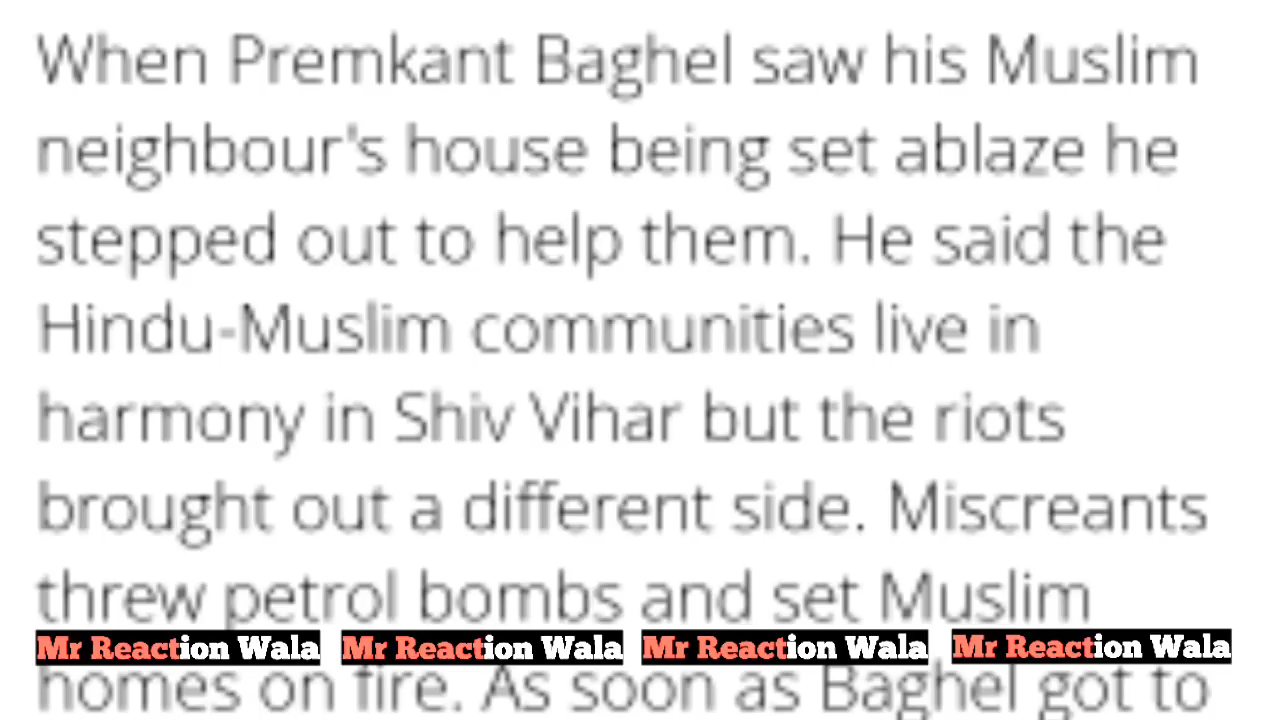 When Premkant Baghel saw his Muslim
neighbour's house being set ablaze he
stepped out to help them. He said the
Hindu-Muslim communities live in
harmony in Shiv Vihar but the riots
brought out a different side. Miscreants
threw petrol bombs and set Muslim
Mr Reaction Wala Mr Reaction Wala Mr Reaction Wala Mr Reaction Wala
homes on fire. As soon as Baghel got to